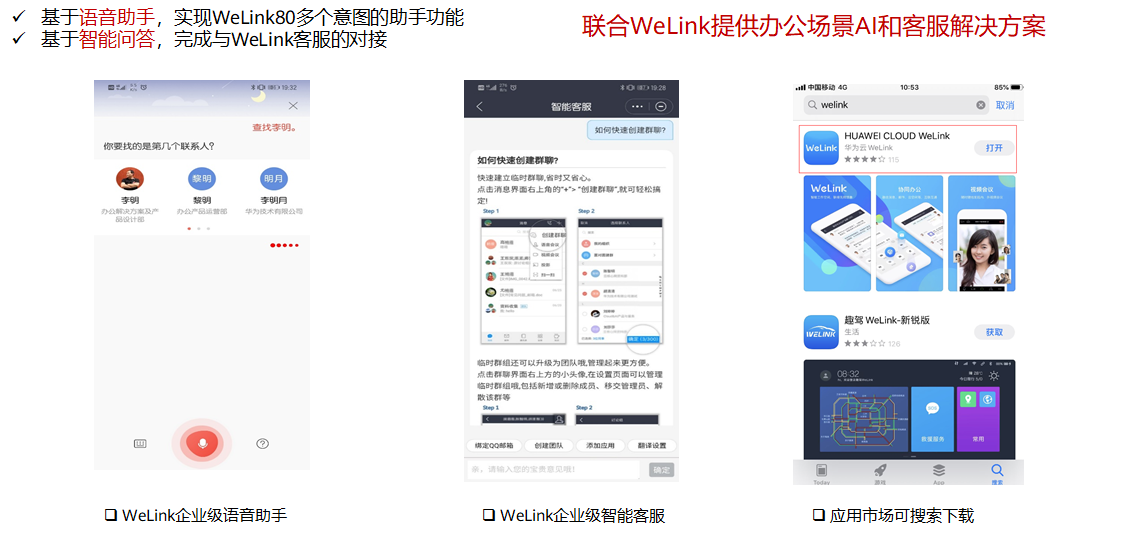 ✓ 基于语音助手，实现WeLink80多个意图的助手功能
✓ 基于智能问答，完成与WeLink客服的对接
联合WeLink提供办公场景AI和客服解决方案
19:32
查找李明。
你要找的是第几个联系人?
黎明
明月
李明
黎明
李明月
办公解决方案及产
品设计部
办公产品运营部
华为技术有限公司
❑ WeLink企业级语音助手
19:28
智能客服
如何快速创建群聊?
如何快速创建群聊?
快速建立临时群聊,省时又省心。
点击消息界面右上角的"+"> "创建群聊",就可轻松搞
定!
Step 1
Step 2
创建群聊
临时群组还可以升级为团队哦,管理起来更方便。
点击群聊界面右上方的小头像,在设置页面可以管理
临时群组哦,包括新增或删除成员、移交管理员、解
散该群等
Step 1
Step 2
绑定QQ邮箱
创建团队
添加应用
翻译设置
亲，请输入您的宝贵意见哦！
确定
❑ WeLink企业级智能客服
中国移动 4G
10:53
85%
welink
取消
WeLink
HUAWEI CLOUD WeLink
华为云 WeLink
115
打开
WeLink
协同办公
视频会议
WELINK
趣驾 WeLink-新锐版
生活
126
获取
08:32
数据服务
常用
Today
游戏
App
搜索
❑ 应用市场可搜索下载